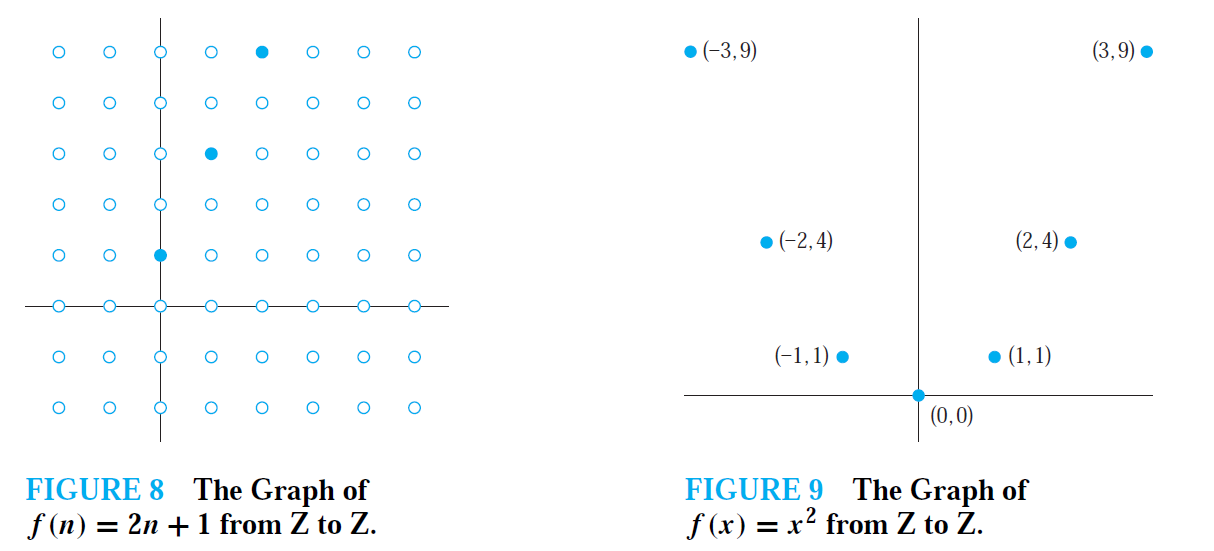 (−3, 9)
(3, 9)
(−2, 4)
(2, 4)
(−1, 1)
(1, 1)
(0, 0)
FIGURE 8 The Graph of
f (n) = 2n + 1 from Z to Z.
FIGURE 9 The Graph of
f (x) = x² from Z to Z.